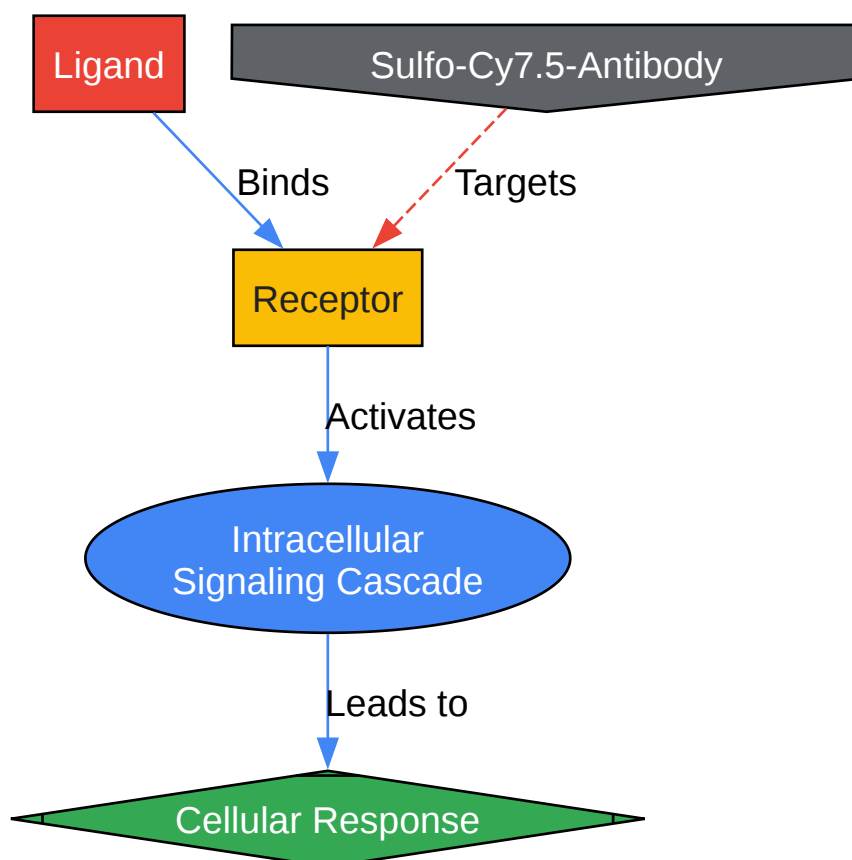 Ligand
Sulfo-Cy7.5-Antibody
Binds
Targets
Receptor
Activates
Intracellular
Signaling Cascade
Leads to
Cellular Response